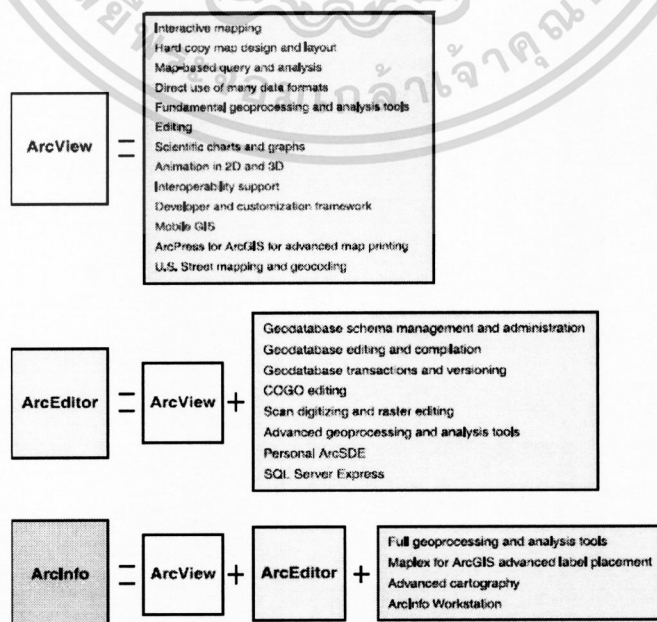 ArcView
=
Interactive mapping
Hard copy map design and layout
Map-based query and analysis
Direct use of many data formats
Fundamental geoprocessing and analysis tools
Editing
Scientific charts and graphs
Animation in 2D and 3D
Interoperability support
Developer and customization framework
Mobile GIS
ArcPress for ArcGIS for advanced map printing
U.S. Street mapping and geocoding
ArcEditor
=
ArcView
+
Geodatabase schema management and administration
Geodatabase editing and compilation
Geodatabase transactions and versioning
COGO editing
Scan digitizing and raster editing
Advanced geoprocessing and analysis tools
Personal ArcSDE
SQL Server Express
ArcInfo
=
ArcView
+
ArcEditor
+
Full geoprocessing and analysis tools
Maplex for ArcGIS advanced label placement
Advanced cartography
ArcInfo Workstation